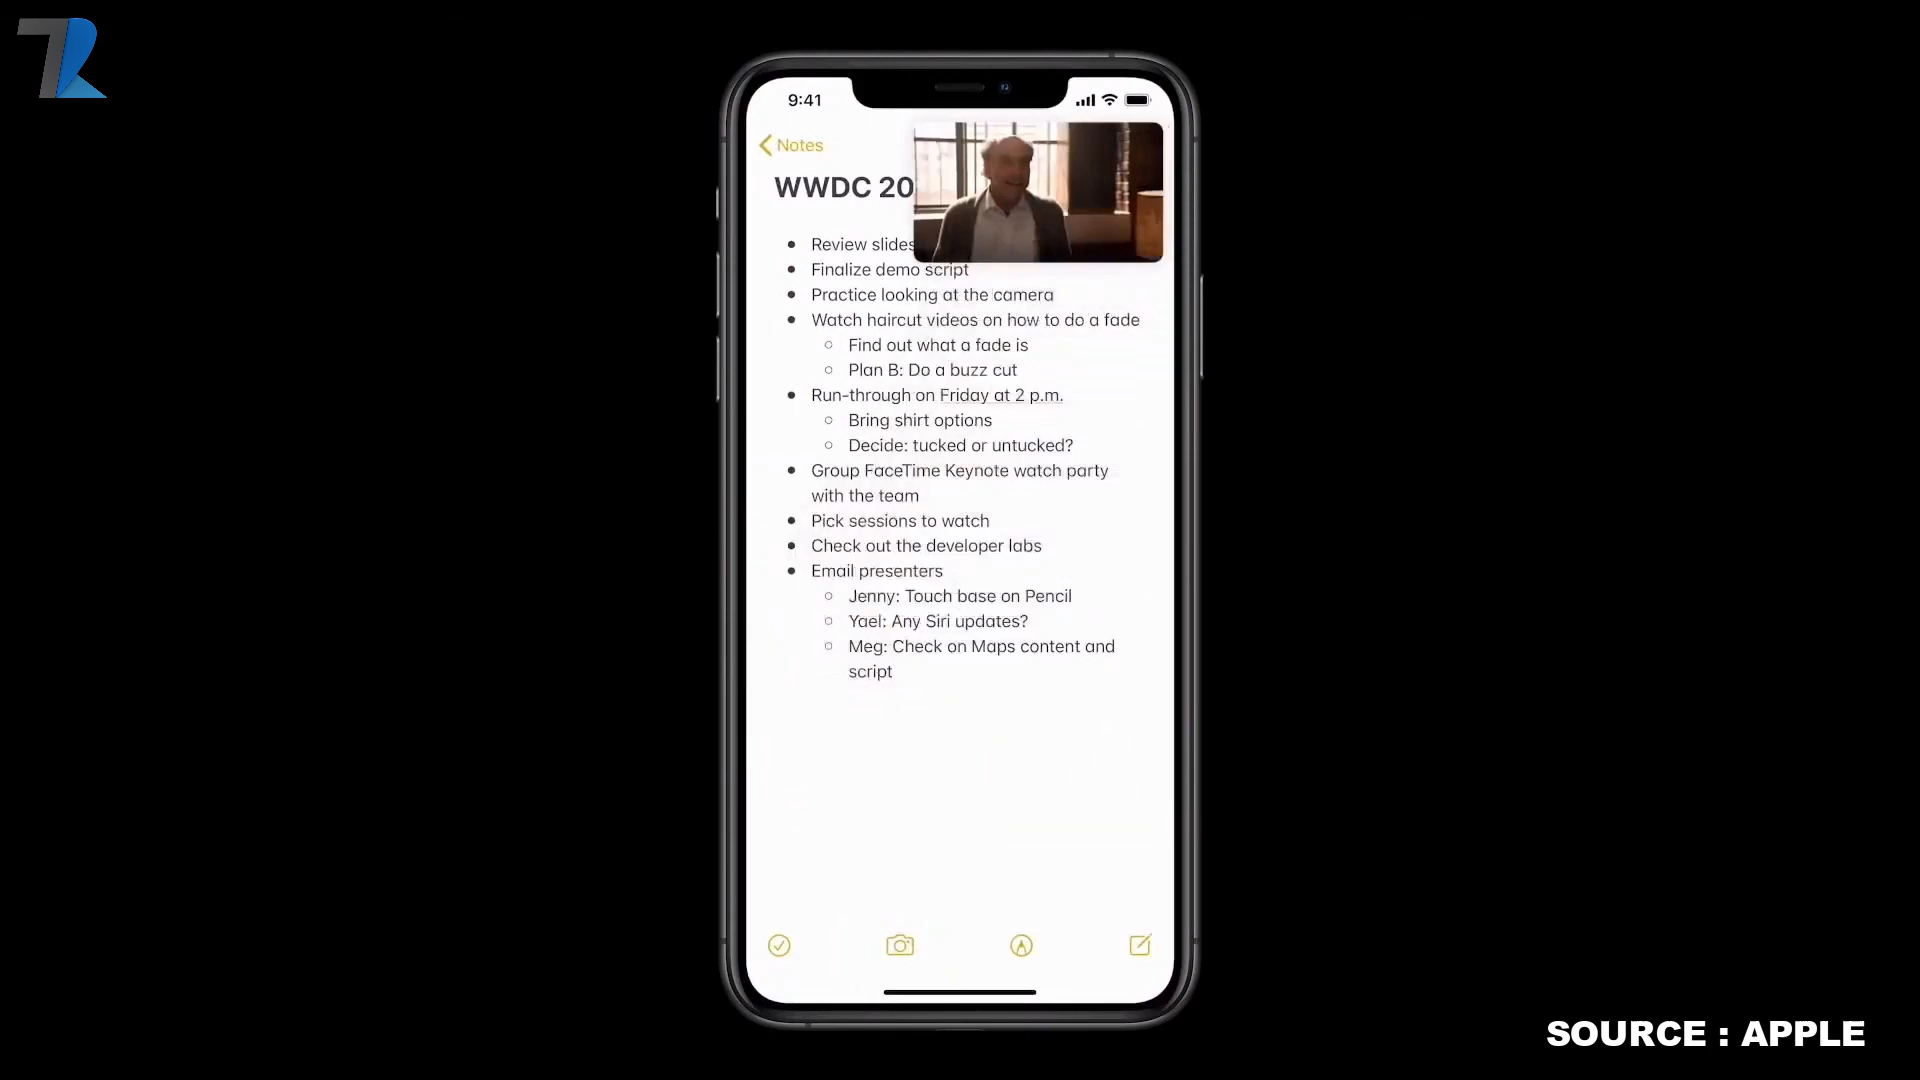 9:41
Notes
WWDC 20
• Review slides
• Finalize demo script
• Practice looking at the camera
• Watch haircut videos on how to do a fade
○ Find out what a fade is
○ Plan B: Do a buzz cut
• Run-through on Friday at 2 p.m.
○ Bring shirt options
○ Decide: tucked or untucked?
• Group FaceTime Keynote watch party
with the team
• Pick sessions to watch
• Check out the developer labs
• Email presenters
○ Jenny: Touch base on Pencil
○ Yael: Any Siri updates?
○ Meg: Check on Maps content and
script
SOURCE : APPLE